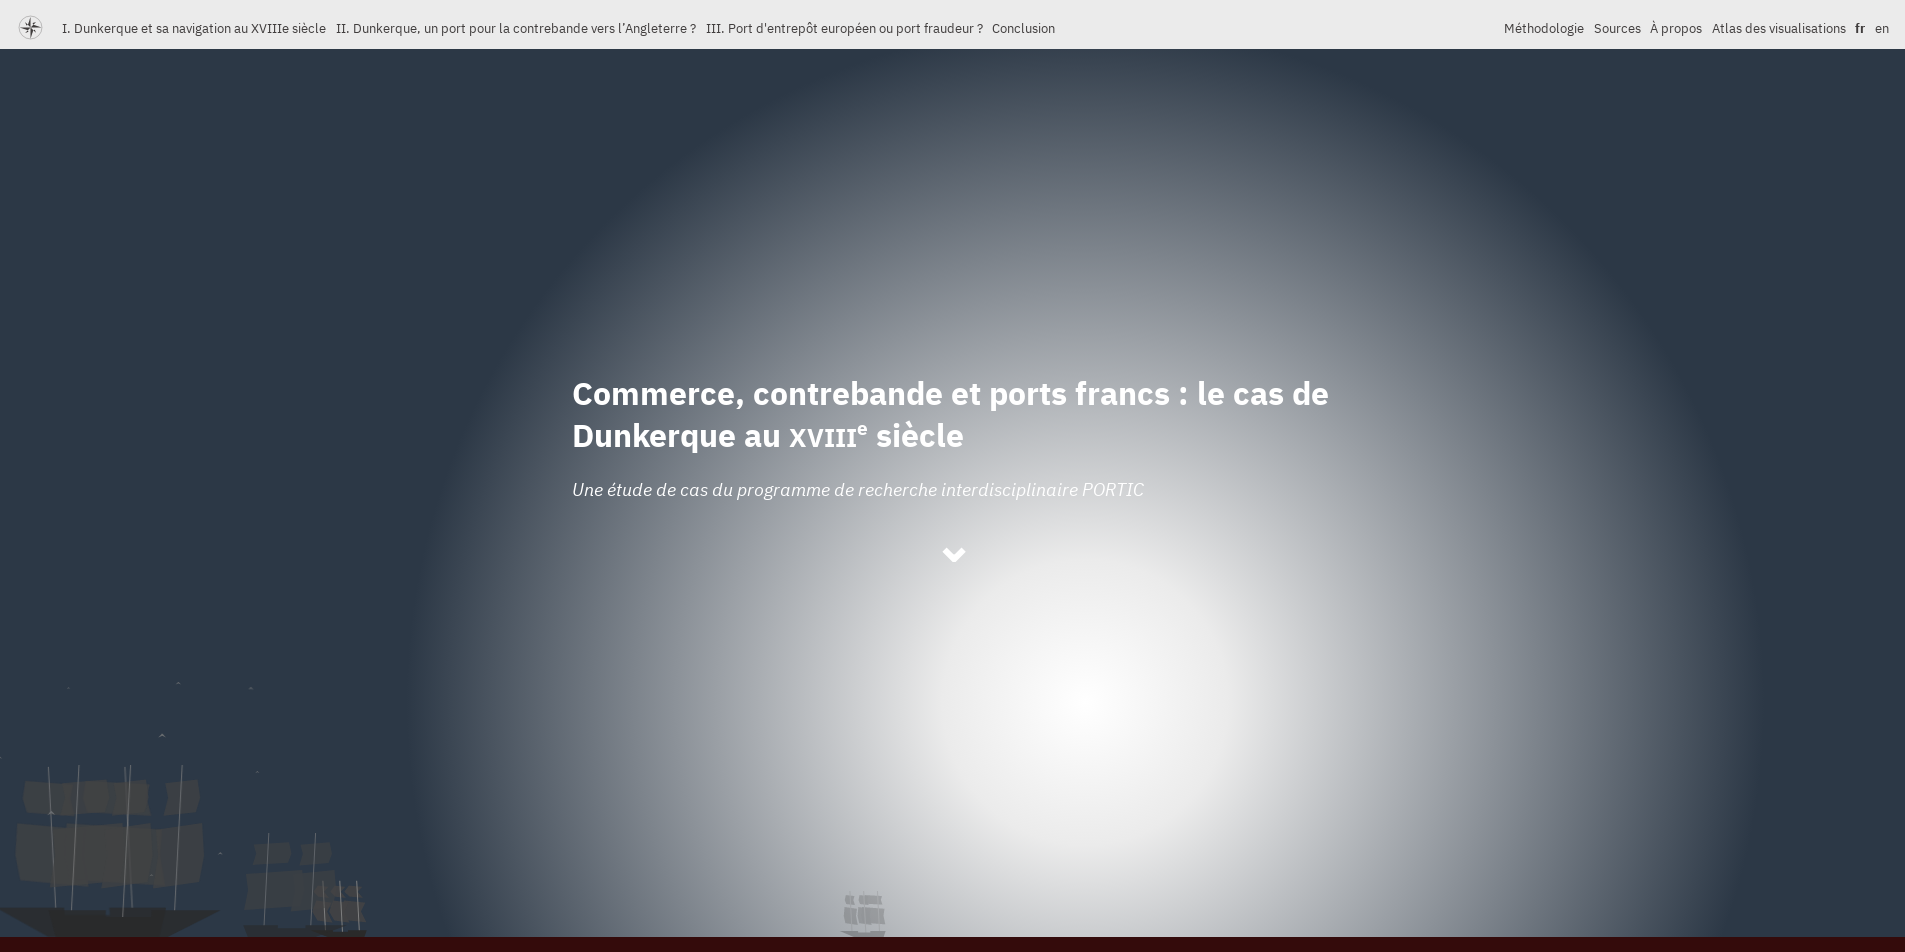 I. Dunkerque et sa navigation au XVIIIe siècle II. Dunkerque, un port pour la contrebande vers l’Angleterre ? III. Port d'entrepôt européen ou port fraudeur ? Conclusion Méthodologie Sources À propos Atlas des visualisations fr en
Commerce, contrebande et ports francs : le cas de
Dunkerque au XVIIIe siècle
Une étude de cas du programme de recherche interdisciplinaire PORTIC